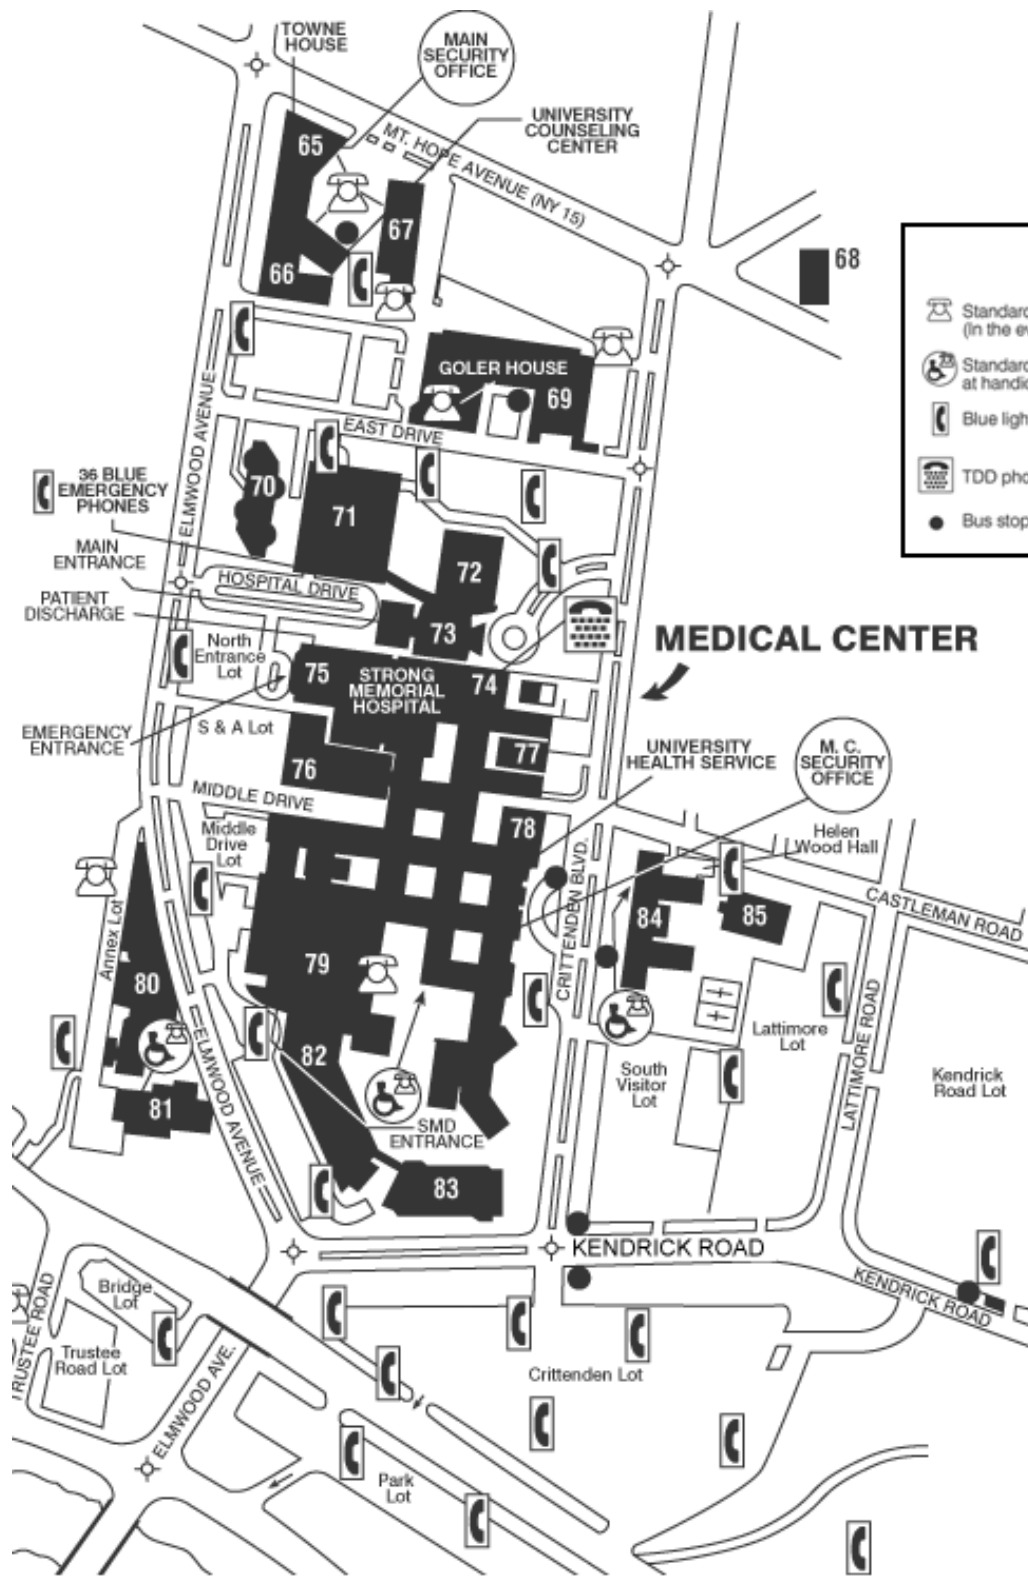 TOWNE
HOUSE
MAIN
SECURITY
OFFICE
UNIVERSITY
COUNSELING
CENTER
MT. HOPE AVENUE (NY 15)
65
67
66
68
Standard
(In the ev
Standard
at handic
Blue ligh
TDD pho
Bus stop
GOLER HOUSE
69
EAST DRIVE
ELMWOOD AVENUE
36 BLUE
EMERGENCY
PHONES
70
71
72
MAIN
ENTRANCE
HOSPITAL DRIVE
PATIENT
DISCHARGE
73
North
Entrance
Lot
MEDICAL CENTER
75
STRONG
MEMORIAL
HOSPITAL
74
S & A Lot
EMERGENCY
ENTRANCE
76
77
UNIVERSITY
HEALTH SERVICE
M. C.
SECURITY
OFFICE
MIDDLE DRIVE
Middle
Drive
Lot
78
Helen
Wood Hall
CRITTENDEN BLVD.
CASTLEMAN ROAD
84
85
Annex Lot
79
80
ELMWOOD AVENUE
82
Lattimore
Lot
LATTIMORE ROAD
South
Visitor
Lot
Kendrick
Road Lot
81
SMD
ENTRANCE
83
KENDRICK ROAD
KENDRICK ROAD
Bridge
Lot
TRUSTEE ROAD
Trustee
Road Lot
ELMWOOD AVE.
Crittenden Lot
Park
Lot